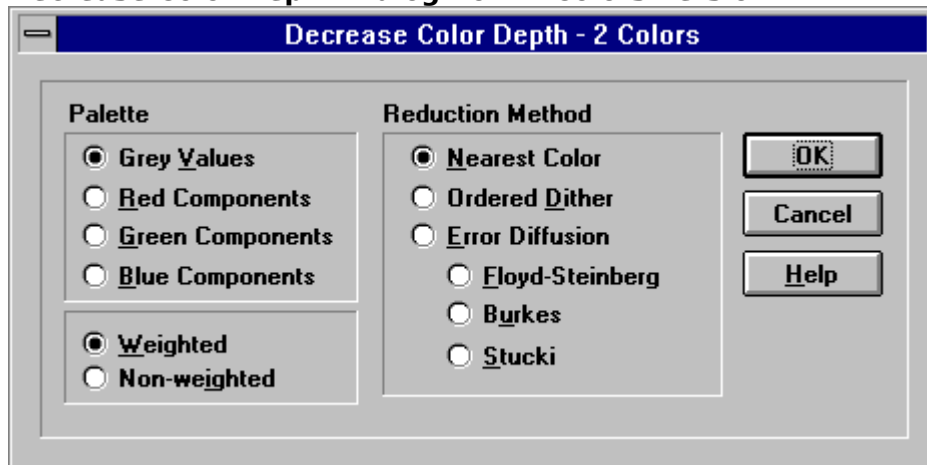 Decrease Color Depth - 2 Colors
Palette
Grey Values
Red Components
Green Components
Blue Components
Weighted
Non-weighted
Reduction Method
Nearest Color
Ordered Dither
Error Diffusion
Floyd-Steinberg
Burkes
Stucki
OK
Cancel
Help